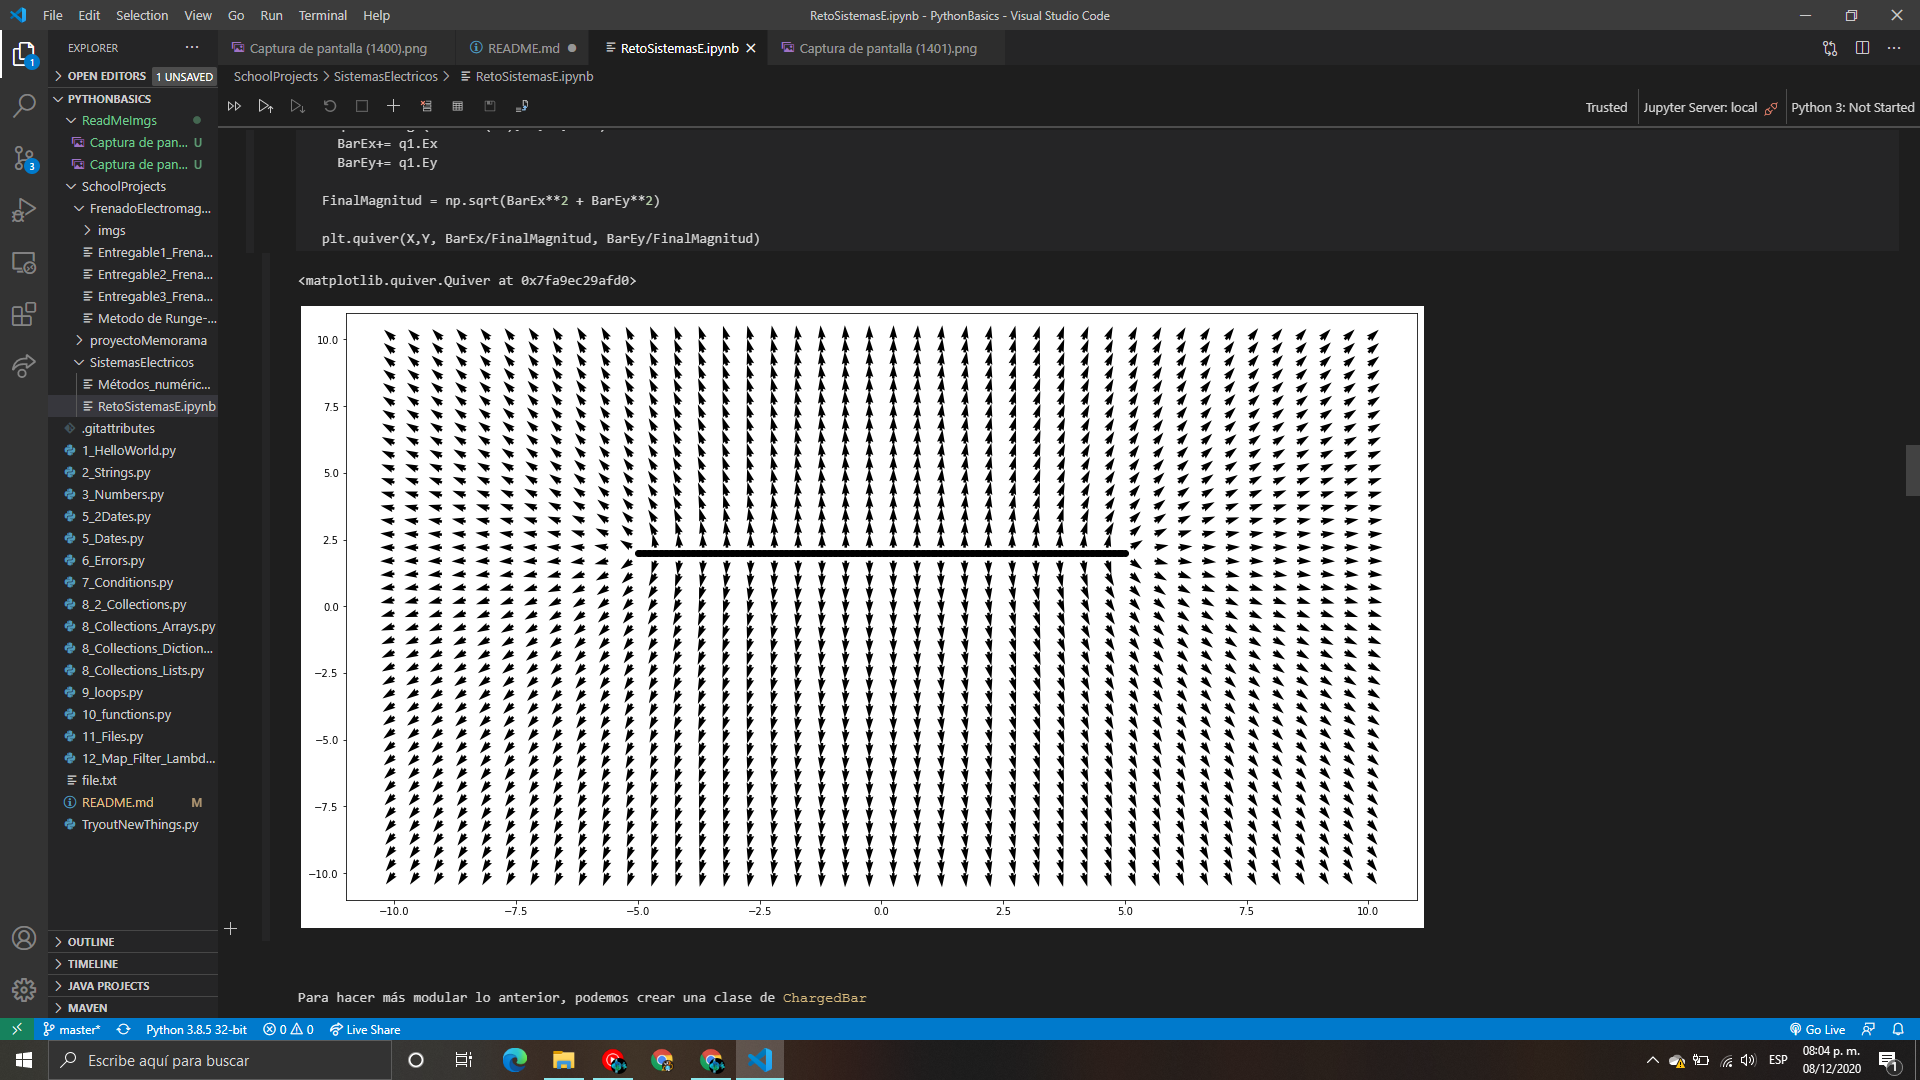 File Edit Selection View Go Run Terminal Help
RetoSistemasE.ipynb - PythonBasics - Visual Studio Code
EXPLORER
Captura de pantalla (1400).png
README.md
RetoSistemasE.ipynb
Captura de pantalla (1401).png
OPEN EDITORS 1 UNSAVED
SchoolProjects > SistemasElectricos > RetoSistemasE.ipynb
Trusted
Jupyter Server: local
Python 3: Not Started
PYTHONBASICS
ReadMeImgs
Captura de pan... U
Captura de pan... U
SchoolProjects
FrenadoElectromag...
imgs
Entregable1_Frena...
Entregable2_Frena...
Entregable3_Frena...
Metodo de Runge-...
proyectoMemorama
SistemasElectricos
Métodos_numéric...
RetoSistemasE.ipynb
.gitattributes
1_HelloWorld.py
2_Strings.py
3_Numbers.py
5_2Dates.py
5_Dates.py
6_Errors.py
7_Conditions.py
8_2_Collections.py
8_Collections_Arrays.py
8_Collections_Diction...
8_Collections_Lists.py
9_loops.py
10_functions.py
11_Files.py
12_Map_Filter_Lambd...
file.txt
README.md M
TryoutNewThings.py
OUTLINE
TIMELINE
JAVA PROJECTS
MAVEN
1
3
BarEx+= q1.Ex
BarEy+= q1.Ey
FinalMagnitud = np.sqrt(BarEx**2 + BarEy**2)
plt.quiver(X,Y, BarEx/FinalMagnitud, BarEy/FinalMagnitud)
<matplotlib.quiver.Quiver at 0x7fa9ec29afd0>
10.0
7.5
5.0
2.5
0.0
−2.5
−5.0
−7.5
−10.0
−10.0 −7.5 −5.0 −2.5 0.0 2.5 5.0 7.5 10.0
Para hacer más modular lo anterior, podemos crear una clase de ChargedBar
master* Python 3.8.5 32-bit 0 0 Live Share
Go Live
Escribe aquí para buscar
ESP
08:04 p. m.
08/12/2020
1